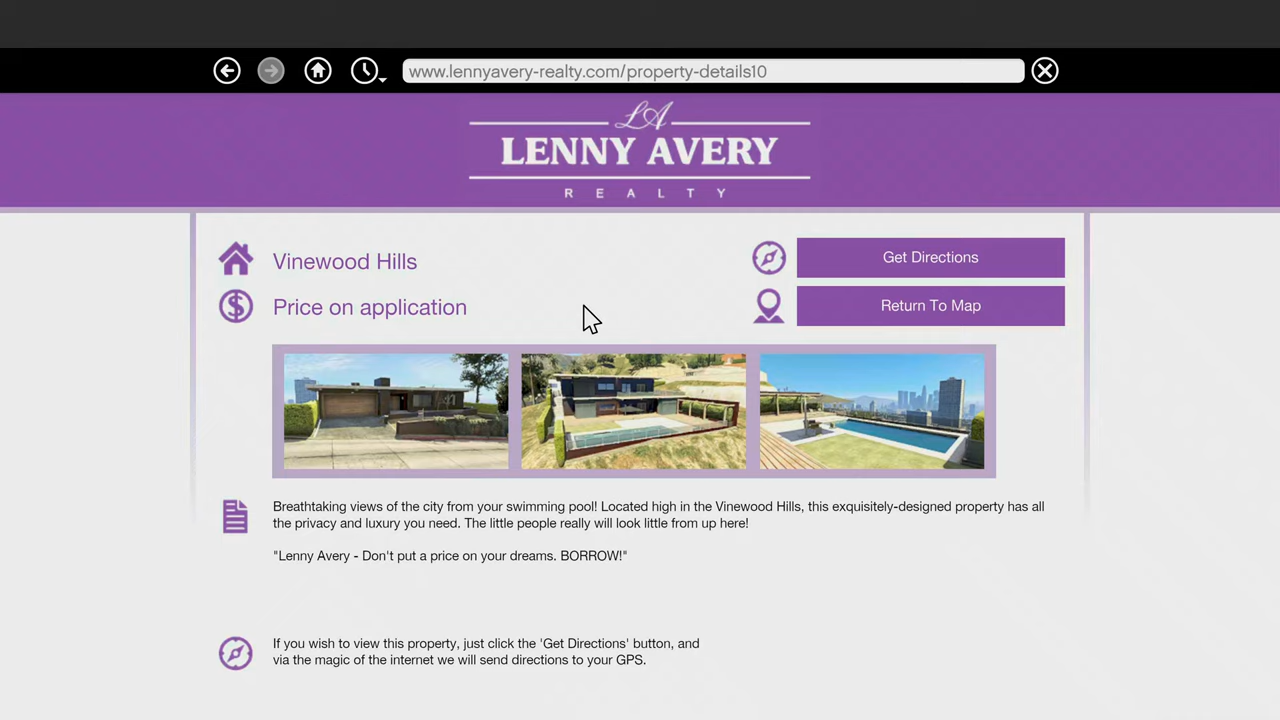 www.lennyavery-realty.com/property-details10
LA
LENNY AVERY
REALTY
Vinewood Hills
Get Directions
Price on application
Return To Map
Breathtaking views of the city from your swimming pool! Located high in the Vinewood Hills, this exquisitely-designed property has all
the privacy and luxury you need. The little people really will look little from up here!
"Lenny Avery - Don't put a price on your dreams. BORROW!"
If you wish to view this property, just click the 'Get Directions' button, and
via the magic of the internet we will send directions to your GPS.